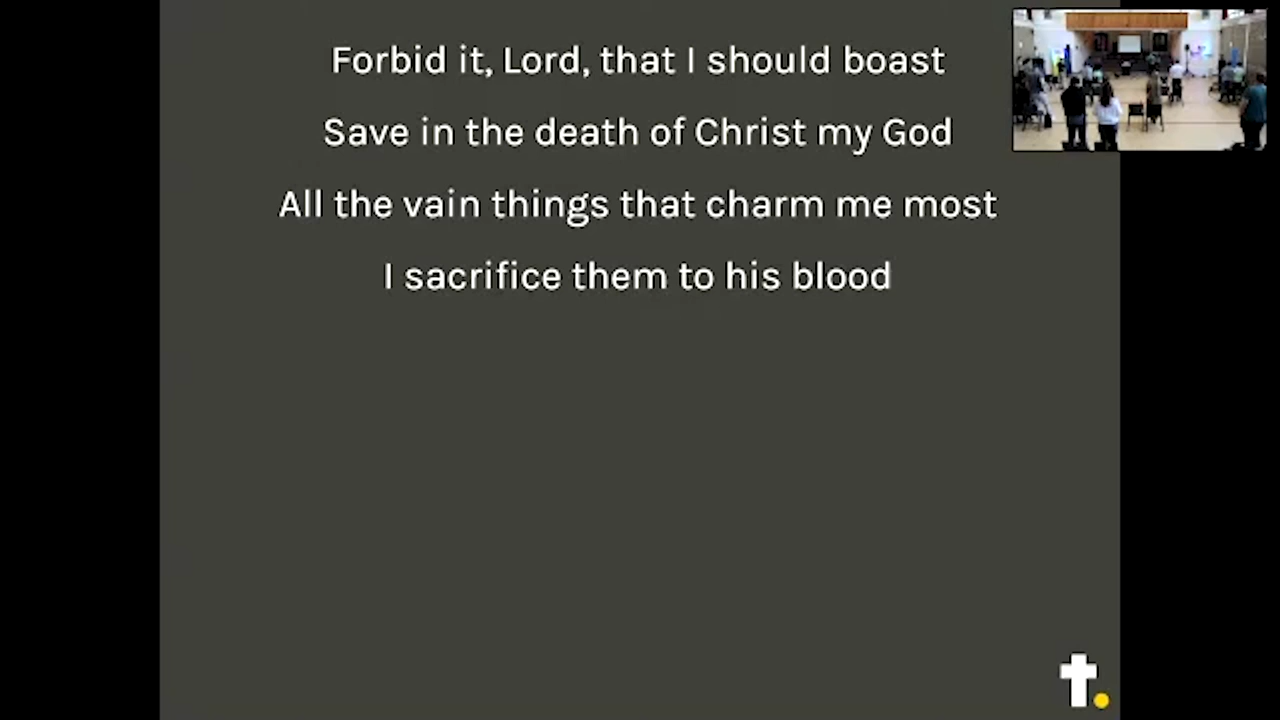 Forbid it, Lord, that I should boast
Save in the death of Christ my God
All the vain things that charm me most
I sacrifice them to his blood